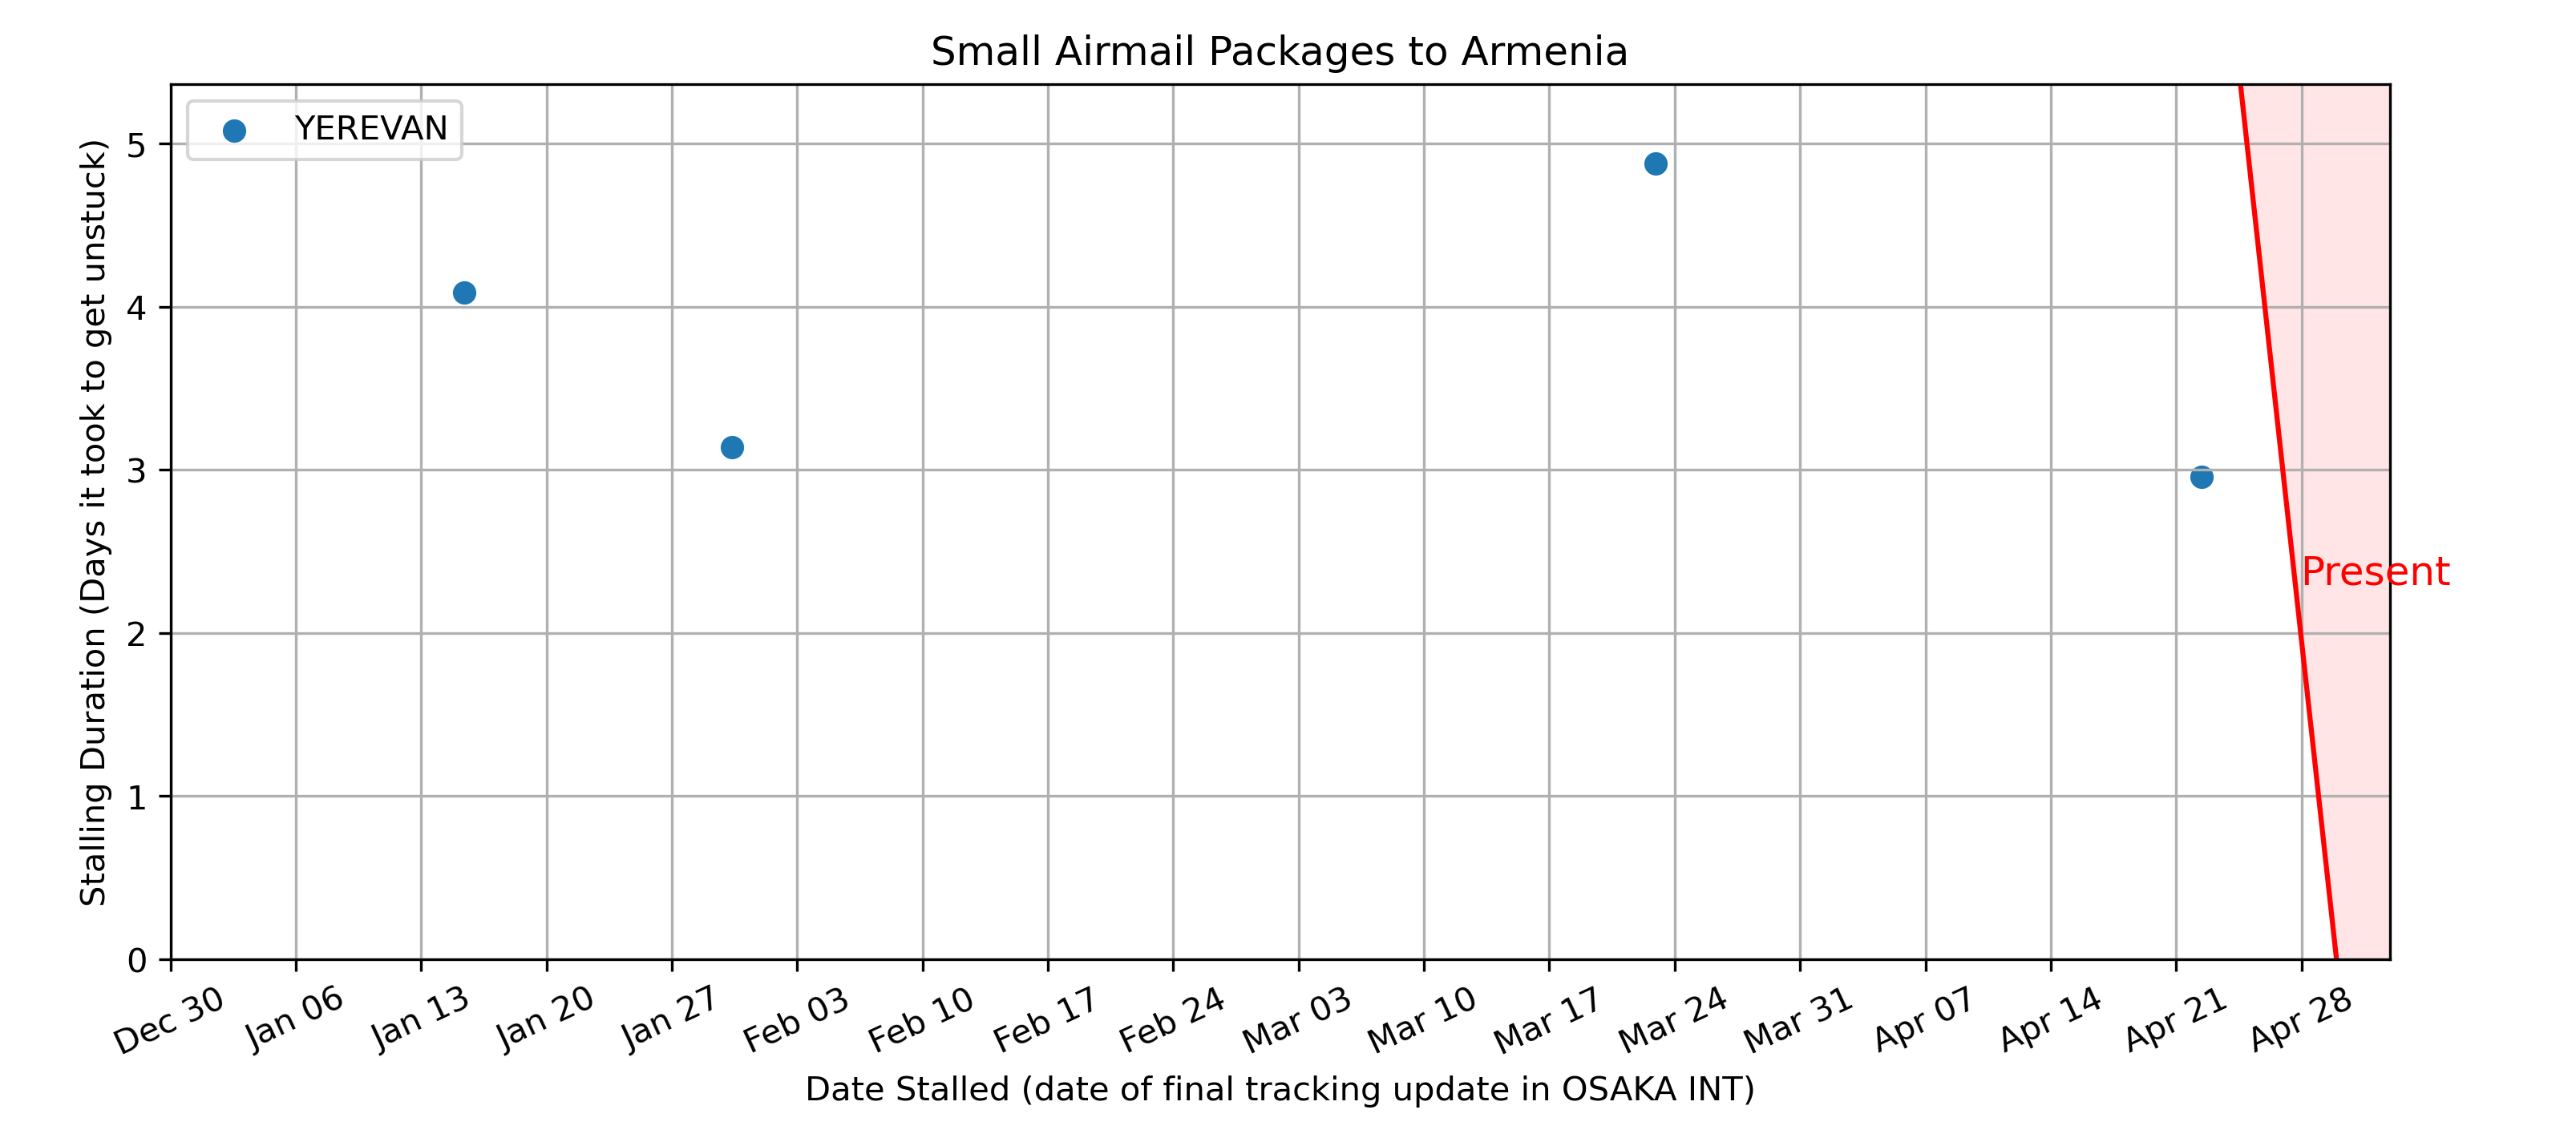 Small Airmail Packages to Armenia
YEREVAN
Stalling Duration (Days it took to get unstuck)
5
4
3
2
1
0
Present
Dec 30
Jan 06
Jan 13
Jan 20
Jan 27
Feb 03
Feb 10
Feb 17
Feb 24
Mar 03
Mar 10
Mar 17
Mar 24
Mar 31
Apr 07
Apr 14
Apr 21
Apr 28
Date Stalled (date of final tracking update in OSAKA INT)